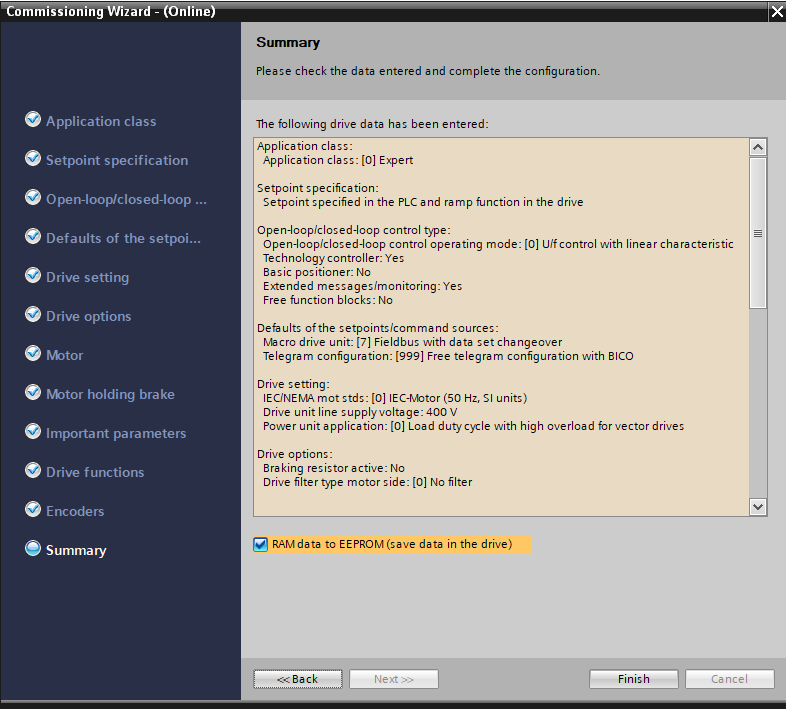 Commissioning Wizard - (Online)
Application class
Setpoint specification
Open-loop/closed-loop ...
Defaults of the setpoi...
Drive setting
Drive options
Motor
Motor holding brake
Important parameters
Drive functions
Encoders
Summary
Summary
Please check the data entered and complete the configuration.
The following drive data has been entered:
Application class:
Application class: [0] Expert
Setpoint specification:
Setpoint specified in the PLC and ramp function in the drive
Open-loop/closed-loop control type:
Open-loop/closed-loop control operating mode: [0] U/f control with linear characteristic
Technology controller: Yes
Basic positioner: No
Extended messages/monitoring: Yes
Free function blocks: No
Defaults of the setpoints/command sources:
Macro drive unit: [7] Fieldbus with data set changeover
Telegram configuration: [999] Free telegram configuration with BICO
Drive setting:
IEC/NEMA mot stds: [0] IEC-Motor (50 Hz, SI units)
Drive unit line supply voltage: 400 V
Power unit application: [0] Load duty cycle with high overload for vector drives
Drive options:
Braking resistor active: No
Drive filter type motor side: [0] No filter
RAM data to EEPROM (save data in the drive)
<< Back
Next >>
Finish
Cancel